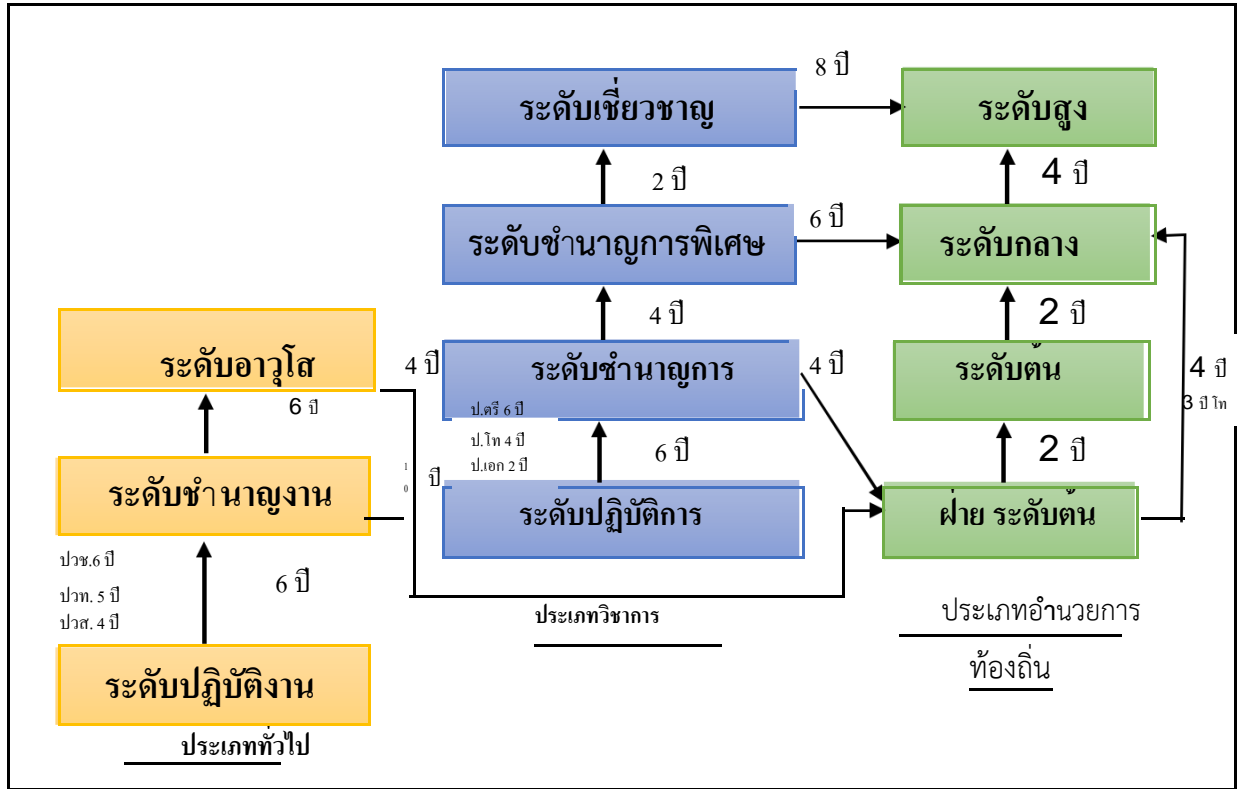 8 ปี
ระดับเชี่ยวชาญ
ระดับสูง
2 ปี
4 ปี
6 ปี
ระดับชำนาญการพิเศษ
ระดับกลาง
4 ปี
2 ปี
ระดับอาวุโส
4 ปี
ระดับชำนาญการ
4 ปี
ระดับต้น
4 ปี
3 ปี โท
6 ปี
ป.ตรี 6 ปี
ป.โท 4 ปี
ป.เอก 2 ปี
6 ปี
2 ปี
ระดับชำนาญงาน
10 ปี
ระดับปฏิบัติการ
ฝ่าย ระดับต้น
ปวช.6 ปี
ปวท. 5 ปี
ปวส. 4 ปี
6 ปี
ประเภทวิชาการ
ประเภทอำนวยการ
ท้องถิ่น
ระดับปฏิบัติงาน
ประเภททั่วไป